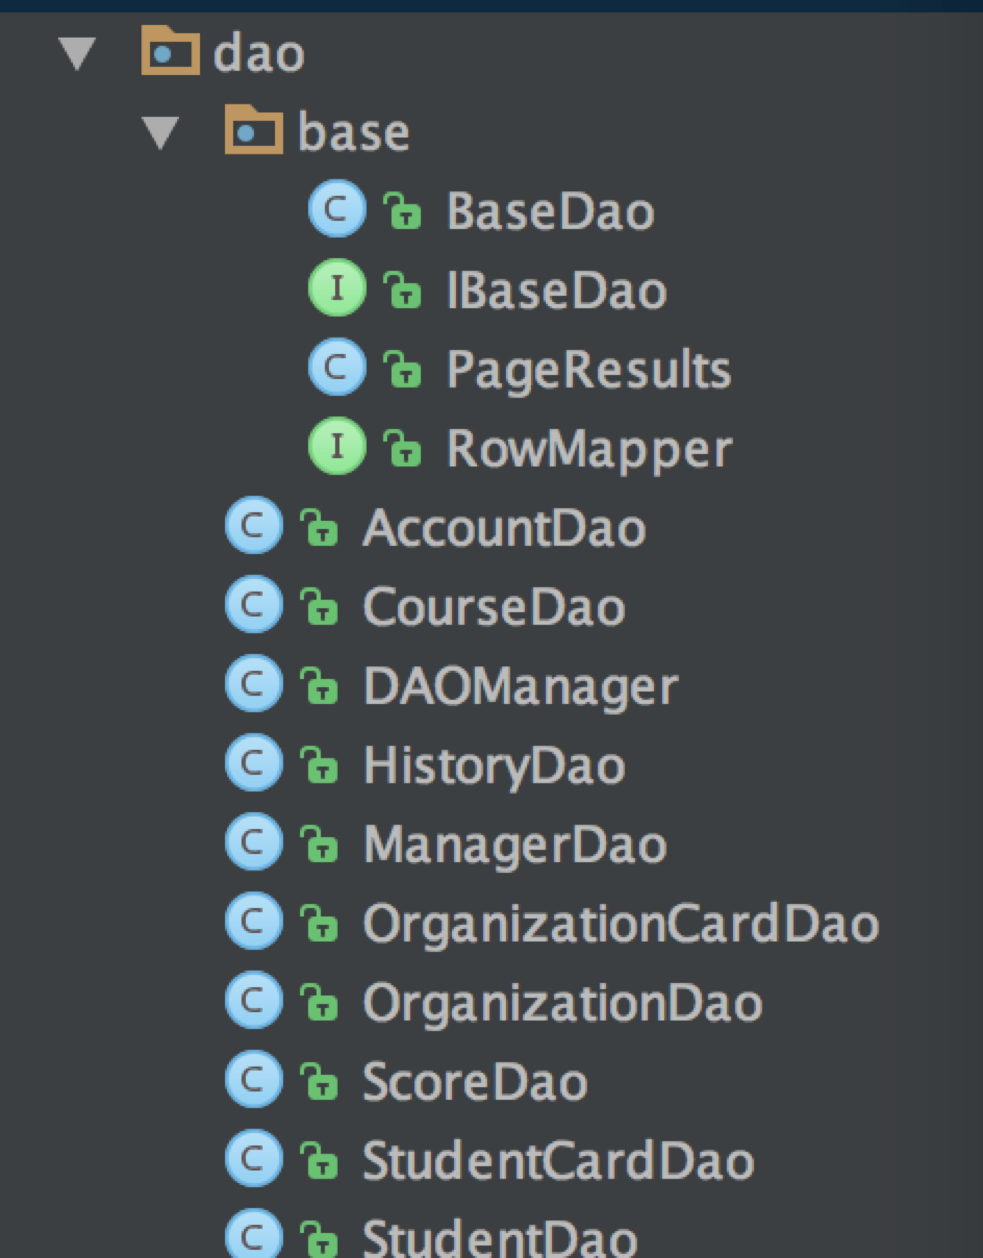 dao
base
BaseDao
IBaseDao
PageResults
RowMapper
AccountDao
CourseDao
DAOManager
HistoryDao
ManagerDao
OrganizationCardDao
OrganizationDao
ScoreDao
StudentCardDao
StudentDao